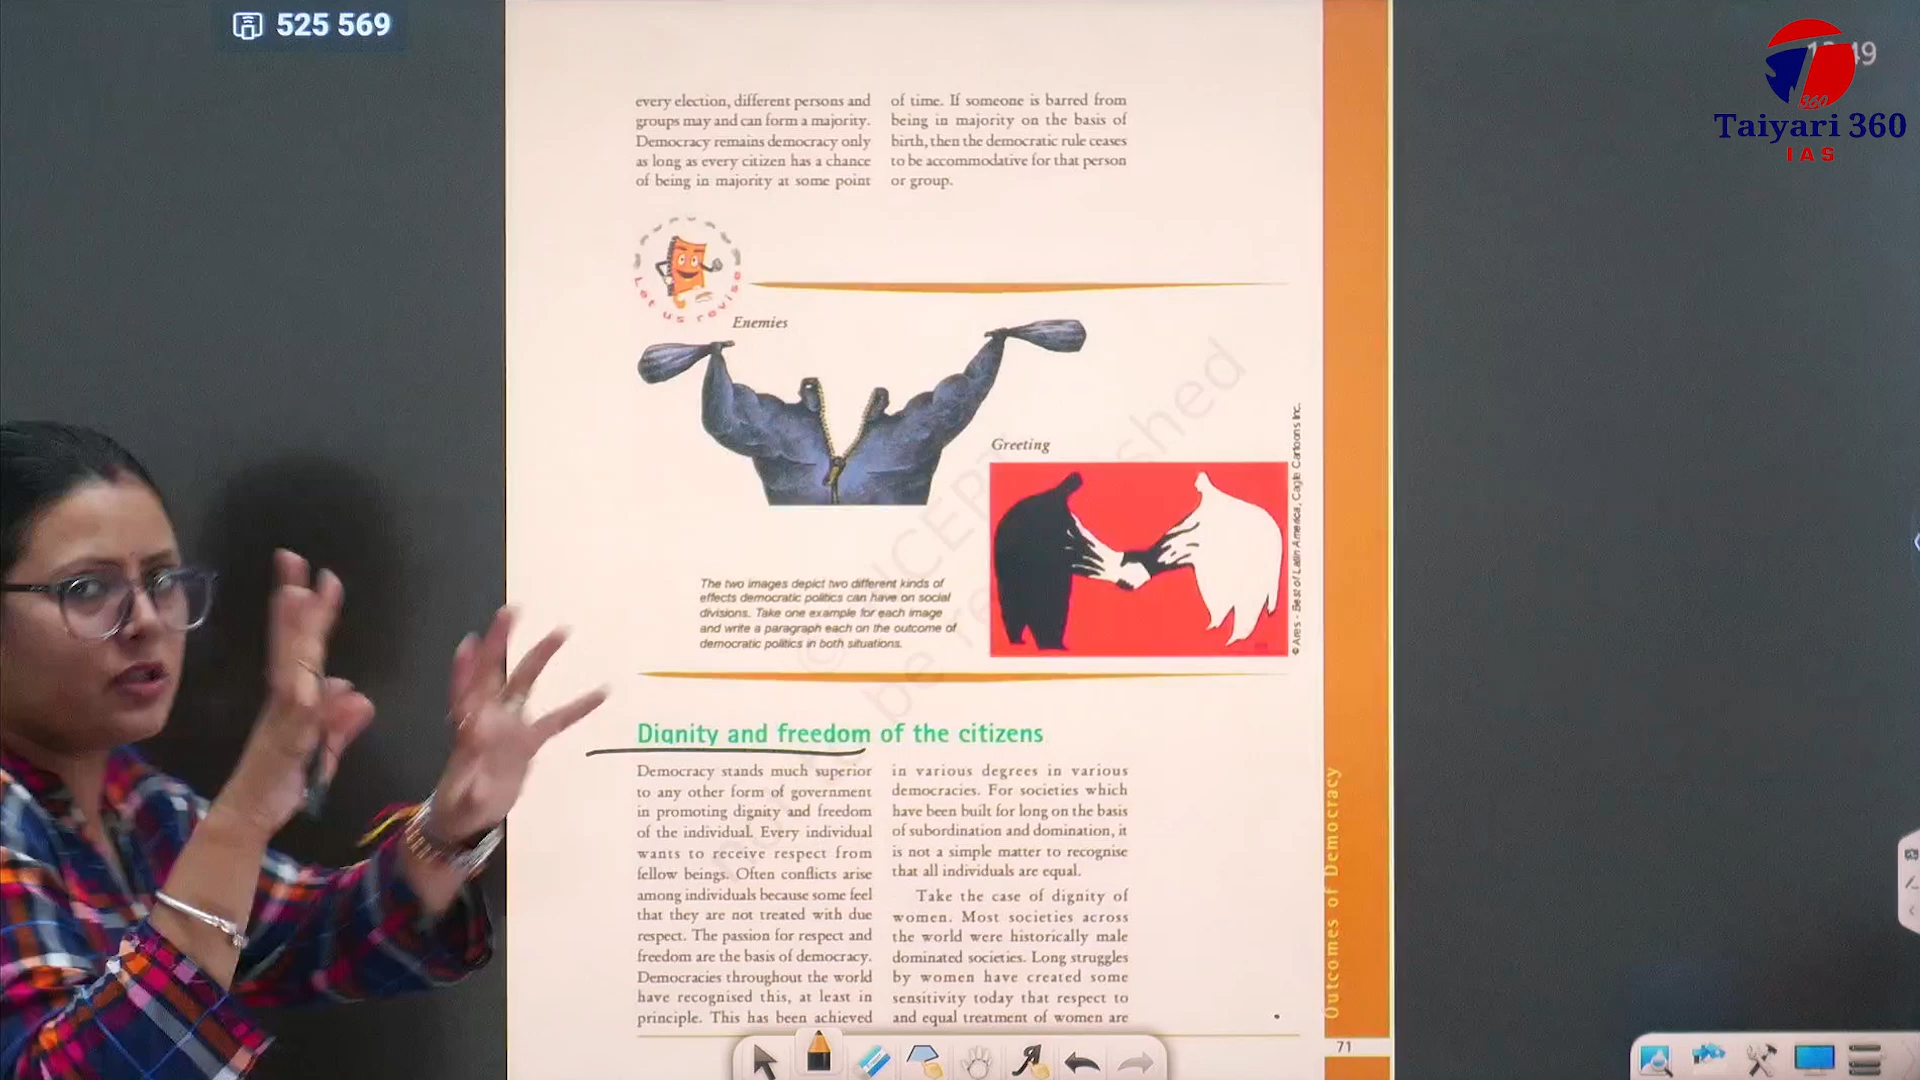 525 569
Taiyari 360
IAS
every election, different persons and
groups may and can form a majority.
Democracy remains democracy only
as long as every citizen has a chance
of being in majority at some point
of time. If someone is barred from
being in majority on the basis of
birth, then the democratic rule ceases
to be accommodative for that person
or group.
Let us revise
Enemies
Greeting
© Ares - Best of Latin America, Cagle Cartoons Inc.
The two images depict two different kinds of
effects democratic politics can have on social
divisions. Take one example for each image
and write a paragraph each on the outcome of
democratic politics in both situations.
Dignity and freedom of the citizens
Democracy stands much superior
to any other form of government
in promoting dignity and freedom
of the individual. Every individual
wants to receive respect from
fellow beings. Often conflicts arise
among individuals because some feel
that they are not treated with due
respect. The passion for respect and
freedom are the basis of democracy.
Democracies throughout the world
have recognised this, at least in
principle. This has been achieved
in various degrees in various
democracies. For societies which
have been built for long on the basis
of subordination and domination, it
is not a simple matter to recognise
that all individuals are equal.
Take the case of dignity of
women. Most societies across
the world were historically male
dominated societies. Long struggles
by women have created some
sensitivity today that respect to
and equal treatment of women are
Outcomes of Democracy
71